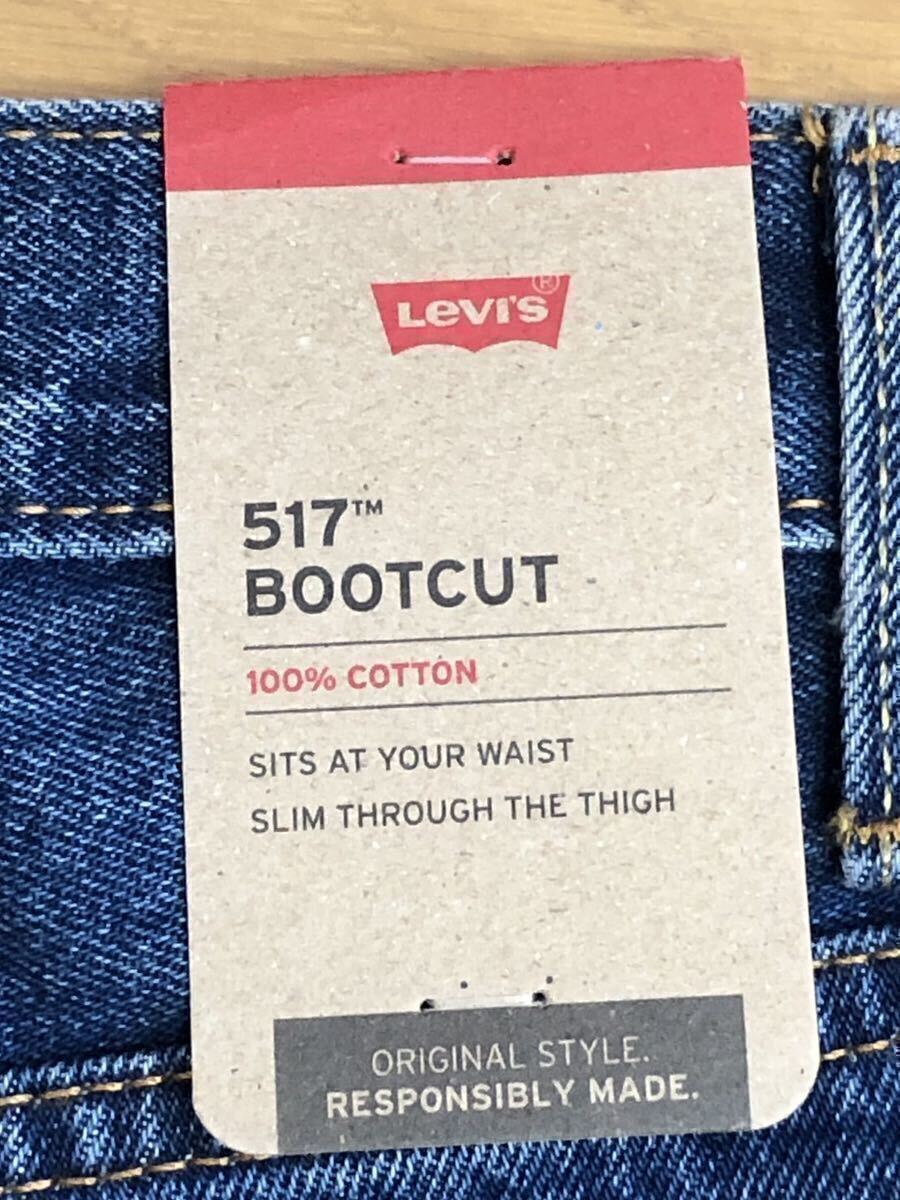 Levi's®
517™
BOOTCUT
100% COTTON
SITS AT YOUR WAIST
SLIM THROUGH THE THIGH
ORIGINAL STYLE.
RESPONSIBLY MADE.